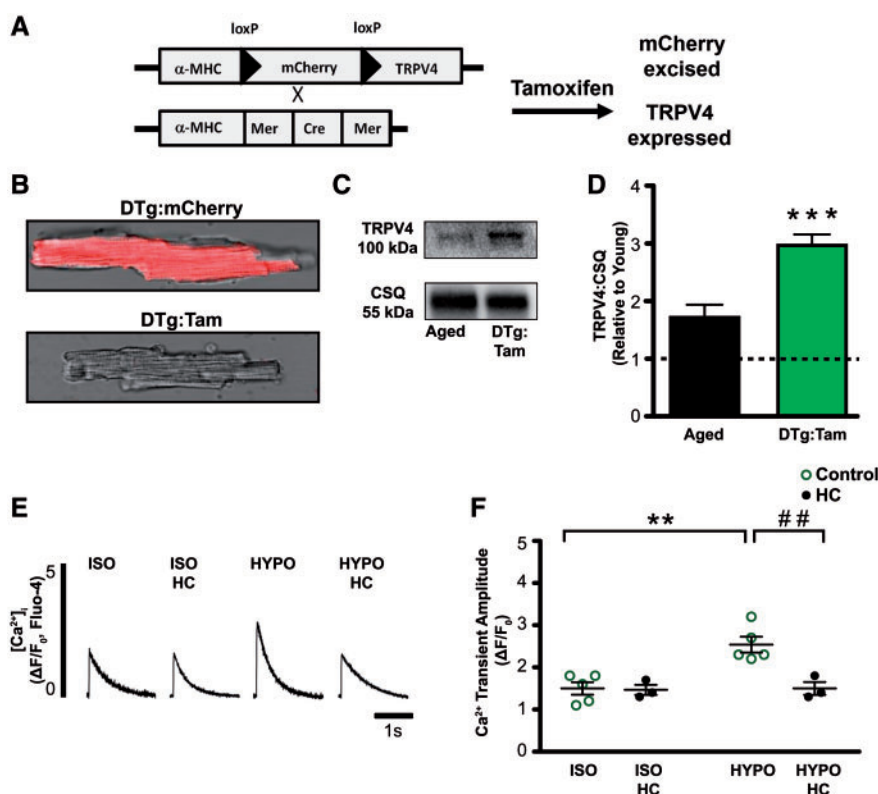 A
loxP loxP
α-MHC mCherry TRPV4
X
α-MHC Mer Cre Mer
Tamoxifen
mCherry
excised
TRPV4
expressed
B
DTg:mCherry
DTg:Tam
C
TRPV4
100 kDa
CSQ
55 kDa
Aged DTg:
Tam
D
TRPV4:CSQ
(Relative to Young)
4
3
2
1
0
***
Aged DTg:Tam
E
[Ca²⁺]ᵢ
(ΔF/F₀, Fluo-4)
5
0
ISO ISO HYPO HYPO
HC HC
1s
F
Control
HC
** ##
Ca²⁺ Transient Amplitude
(ΔF/F₀)
5
4
3
2
1
0
ISO ISO HYPO HYPO
HC HC